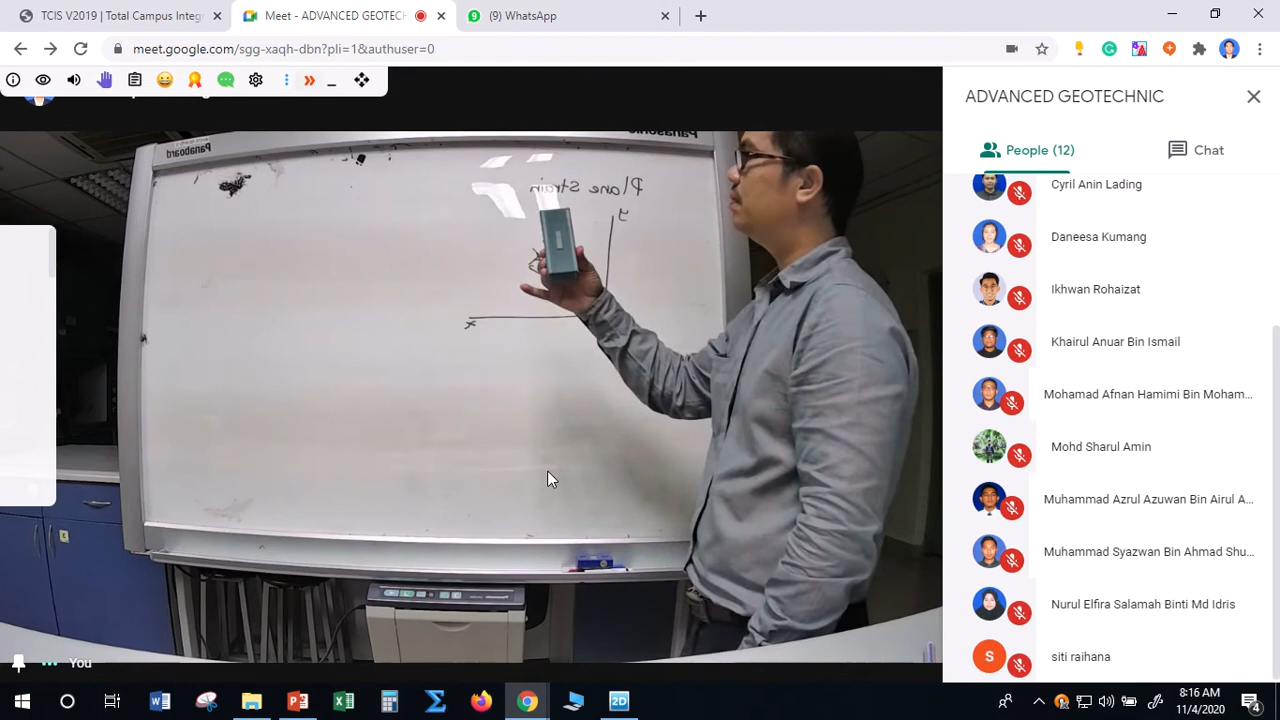 TCIS V2019 | Total Campus Integ
Meet - ADVANCED GEOTECH
(9) WhatsApp
meet.google.com/sgg-xaqh-dbn?pli=1&authuser=0
ADVANCED GEOTECHNIC
People (12)
Chat
Panaboard
Panasonic
Plane Strain
y
x
Cyril Anin Lading
Daneesa Kumang
Ikhwan Rohaizat
Khairul Anuar Bin Ismail
Mohamad Afnan Hamimi Bin Moham...
Mohd Sharul Amin
Muhammad Azrul Azuwan Bin Airul A...
Muhammad Syazwan Bin Ahmad Shu...
Nurul Elfira Salamah Binti Md Idris
S
siti raihana
You
8:16 AM
11/4/2020
4
2D